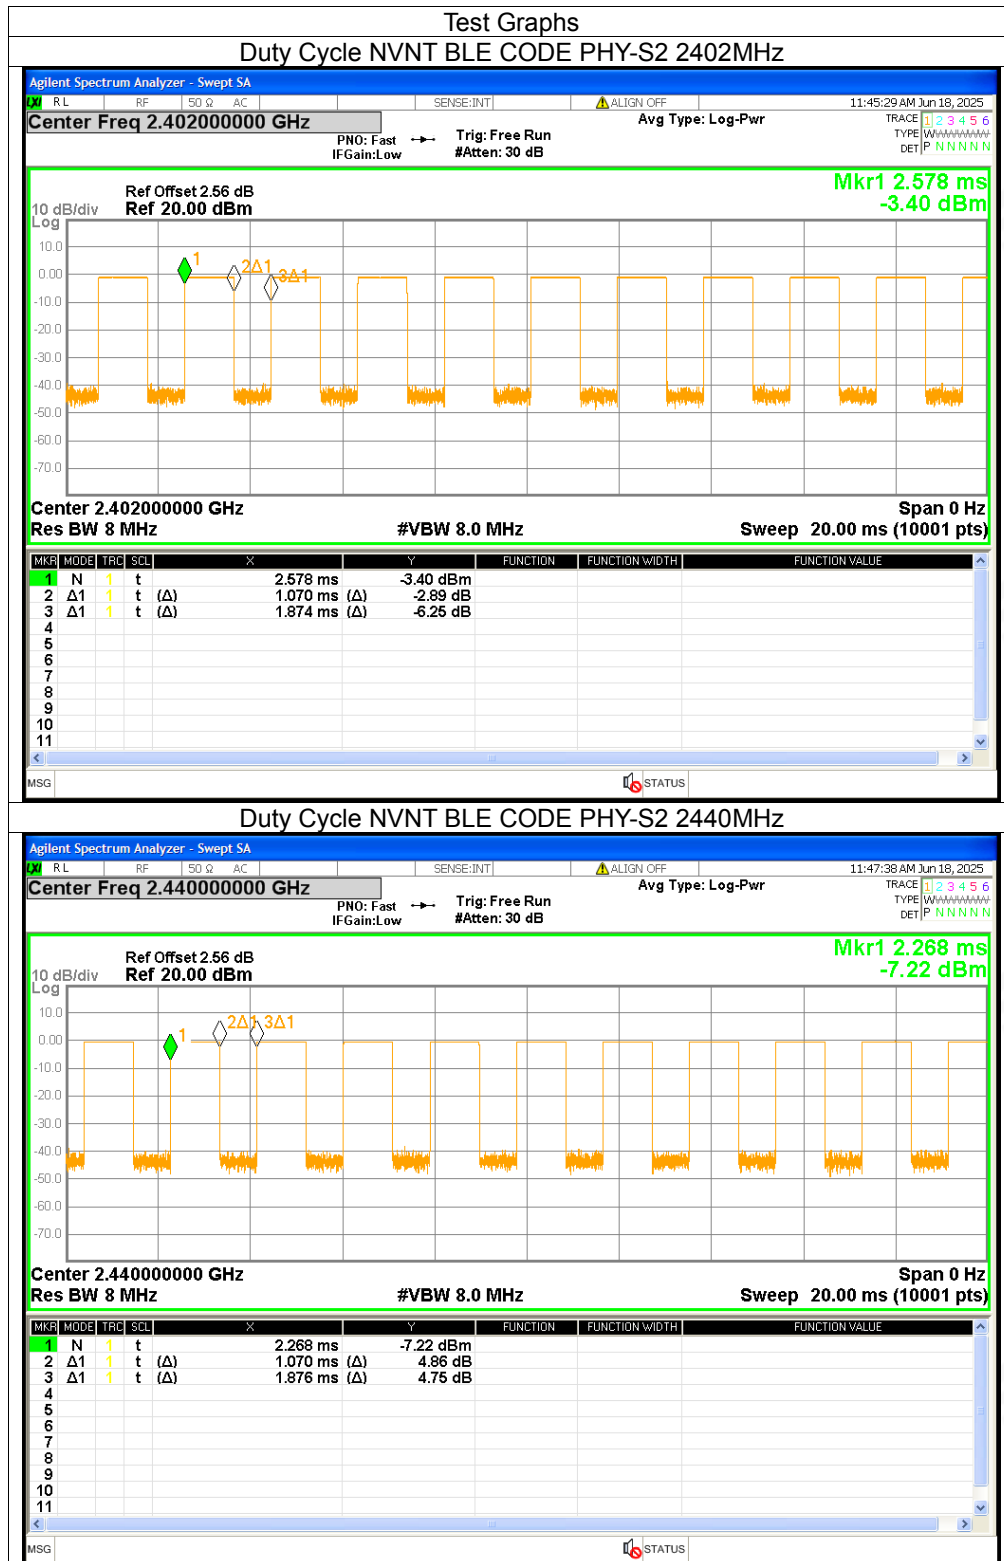 Test Graphs
Duty Cycle NVNT BLE CODE PHY-S2 2402MHz
Agilent Spectrum Analyzer - Swept SA
LXI RL RF 50 Ω AC SENSE:INT ALIGN OFF 11:45:29 AM Jun 18, 2025
Center Freq 2.402000000 GHz Avg Type: Log-Pwr TRACE 1 2 3 4 5 6
PNO: Fast Trig: Free Run TYPE W
IFGain:Low #Atten: 30 dB DET P N N N N N
Mkr1 2.578 ms
Ref Offset 2.56 dB
10 dB/div Ref 20.00 dBm -3.40 dBm
Log
10.0
1 2Δ1 3Δ1
0.00
-10.0
-20.0
-30.0
-40.0
-50.0
-60.0
-70.0
Center 2.402000000 GHz Span 0 Hz
Res BW 8 MHz #VBW 8.0 MHz Sweep 20.00 ms (10001 pts)
MKR MODE TRC SCL X Y FUNCTION FUNCTION WIDTH FUNCTION VALUE
1 N 1 t 2.578 ms -3.40 dBm
2 Δ1 1 t (Δ) 1.070 ms (Δ) -2.89 dB
3 Δ1 1 t (Δ) 1.874 ms (Δ) -6.25 dB
4
5
6
7
8
9
10
11
MSG STATUS
Duty Cycle NVNT BLE CODE PHY-S2 2440MHz
Agilent Spectrum Analyzer - Swept SA
LXI RL RF 50 Ω AC SENSE:INT ALIGN OFF 11:47:38 AM Jun 18, 2025
Center Freq 2.440000000 GHz Avg Type: Log-Pwr TRACE 1 2 3 4 5 6
PNO: Fast Trig: Free Run TYPE W
IFGain:Low #Atten: 30 dB DET P N N N N N
Mkr1 2.268 ms
Ref Offset 2.56 dB
10 dB/div Ref 20.00 dBm -7.22 dBm
Log
10.0
1 2Δ1 3Δ1
0.00
-10.0
-20.0
-30.0
-40.0
-50.0
-60.0
-70.0
Center 2.440000000 GHz Span 0 Hz
Res BW 8 MHz #VBW 8.0 MHz Sweep 20.00 ms (10001 pts)
MKR MODE TRC SCL X Y FUNCTION FUNCTION WIDTH FUNCTION VALUE
1 N 1 t 2.268 ms -7.22 dBm
2 Δ1 1 t (Δ) 1.070 ms (Δ) 4.86 dB
3 Δ1 1 t (Δ) 1.876 ms (Δ) 4.75 dB
4
5
6
7
8
9
10
11
MSG STATUS